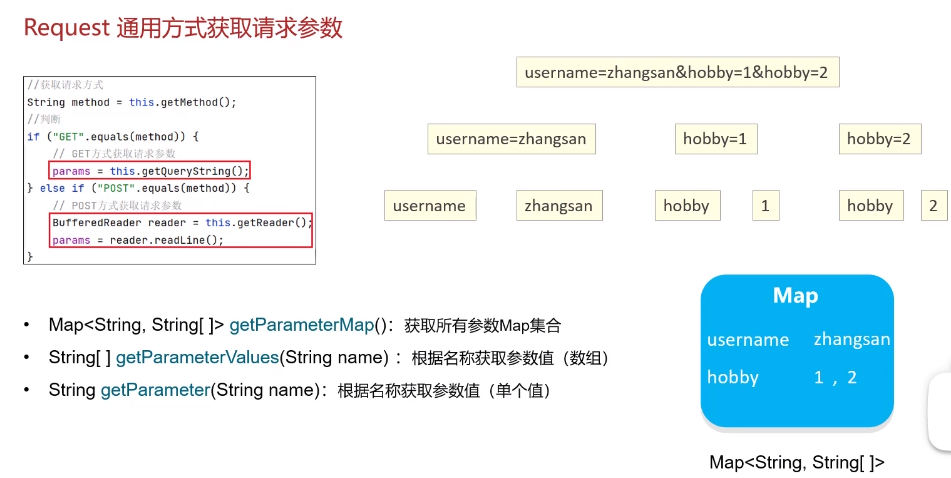 Request 通用方式获取请求参数
//获取请求方式
String method = this.getMethod();
//判断
if ("GET".equals(method)) {
// GET方式获取请求参数
params = this.getQueryString();
} else if ("POST".equals(method)) {
// POST方式获取请求参数
BufferedReader reader = this.getReader();
params = reader.readLine();
}
username=zhangsan&hobby=1&hobby=2
username=zhangsan hobby=1 hobby=2
username zhangsan hobby 1 hobby 2
• Map<String, String[ ]> getParameterMap()：获取所有参数Map集合
• String[ ] getParameterValues(String name) ：根据名称获取参数值（数组）
• String getParameter(String name)：根据名称获取参数值（单个值）
Map
username zhangsan
hobby 1 , 2
Map<String, String[ ]>